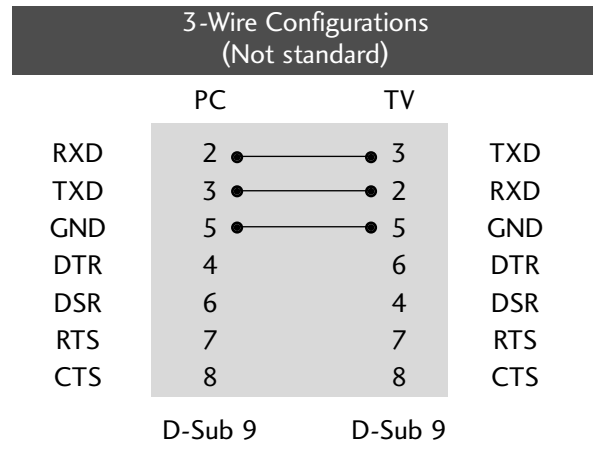 3-Wire Configurations
(Not standard)
PC TV
RXD 2 3 TXD
TXD 3 2 RXD
GND 5 5 GND
DTR 4 6 DTR
DSR 6 4 DSR
RTS 7 7 RTS
CTS 8 8 CTS
D-Sub 9 D-Sub 9